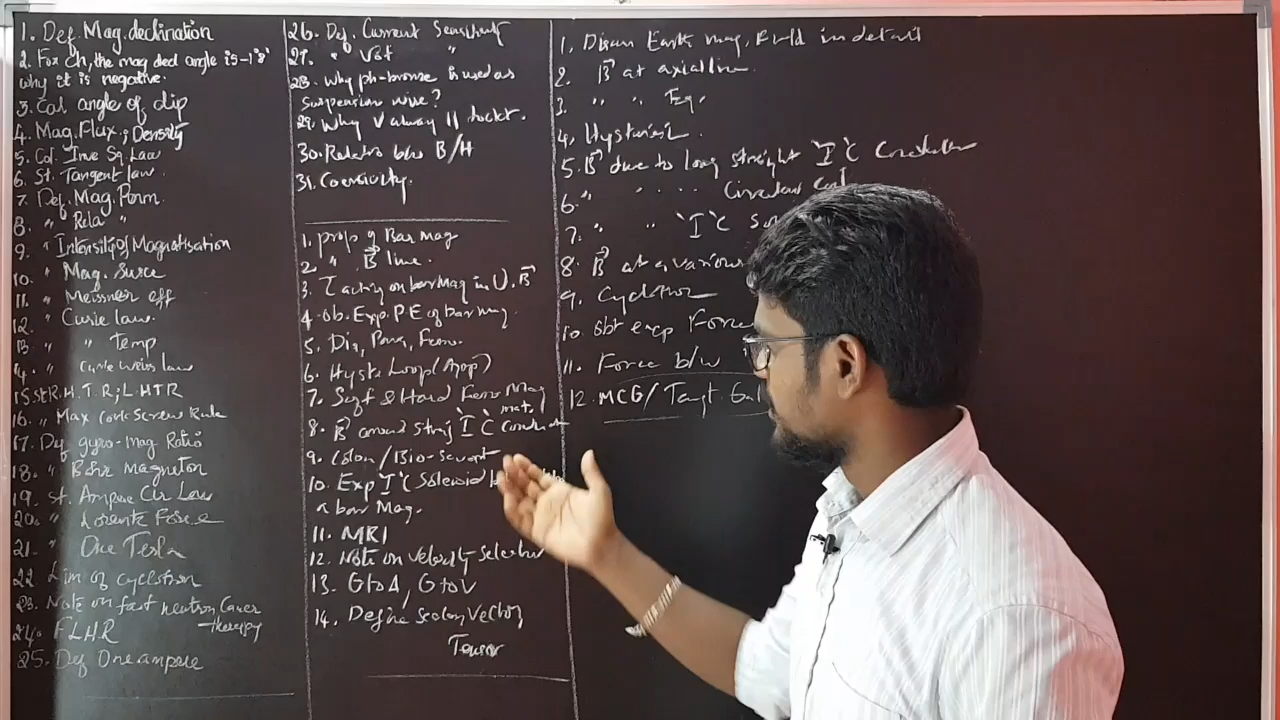 1. Def. Mag. declination
2. For Ch, the mag decl angle is -1°8'
why it is negative.
3. Cal angle of dip
4. Mag. Flux ; Density
5. Col. Inve Sq Law
6. St. Tangent law.
7. Def. Mag. Perm.
8. " Rela "
9. " Intensity of Magnetisation
10. " Mag. Susce
11. " Meissner eff
12. " Curie law.
13. " " Temp
14. " Curie weiss law
15. St R.H.T.R; L.HTR
16. " Max Cork Screw Rule
17. Def gyro-mag Ratio
18. " Bohr magneton
19. St. Ampere Cir Law
20. " Lorentz Force
21. " One Tesla
22 Lim of cyclotron
23. Note on fast neutron Cancer
therapy
24. FLHR
25. Def One ampere
26. Def. Current Sensitivity
27. " Volt "
28. why ph-bronze is used as
suspension wire?
29. Why V always || to ckt.
30. Relation b/w B/H
31. Coercivity.
1. prop of Bar Mag
2. " B⃗ line.
3. τ acting on bar Mag in U. B⃗
4. Ob. Exp. P.E of bar mag.
5. Dia, Para, Ferro.
6. Hyste Loop (App)
7. Soft & Hard Ferro Mag
mat.
8. B⃗ around straig `I`C conduct
9. Colom/Bio-Savart
10. Exp `I`C Solenoid
a bar Mag.
11. MRI
12. Note on velocity-selector
13. G to A, G to V
14. Define scalar, Vector,
Tensor
1. Discu Earth mag. Field in detail
2. B⃗ at axial line.
3. " " Eq.
4. Hysteresis.
5. B⃗ due to long straight `I`C Conductor
6. " " Circular Coil
7. " " `I`C
8. B⃗ at various
9. Cyclotron
10. Obt exp Force
11. Force b/w
12. MCG / Tangt. Gal